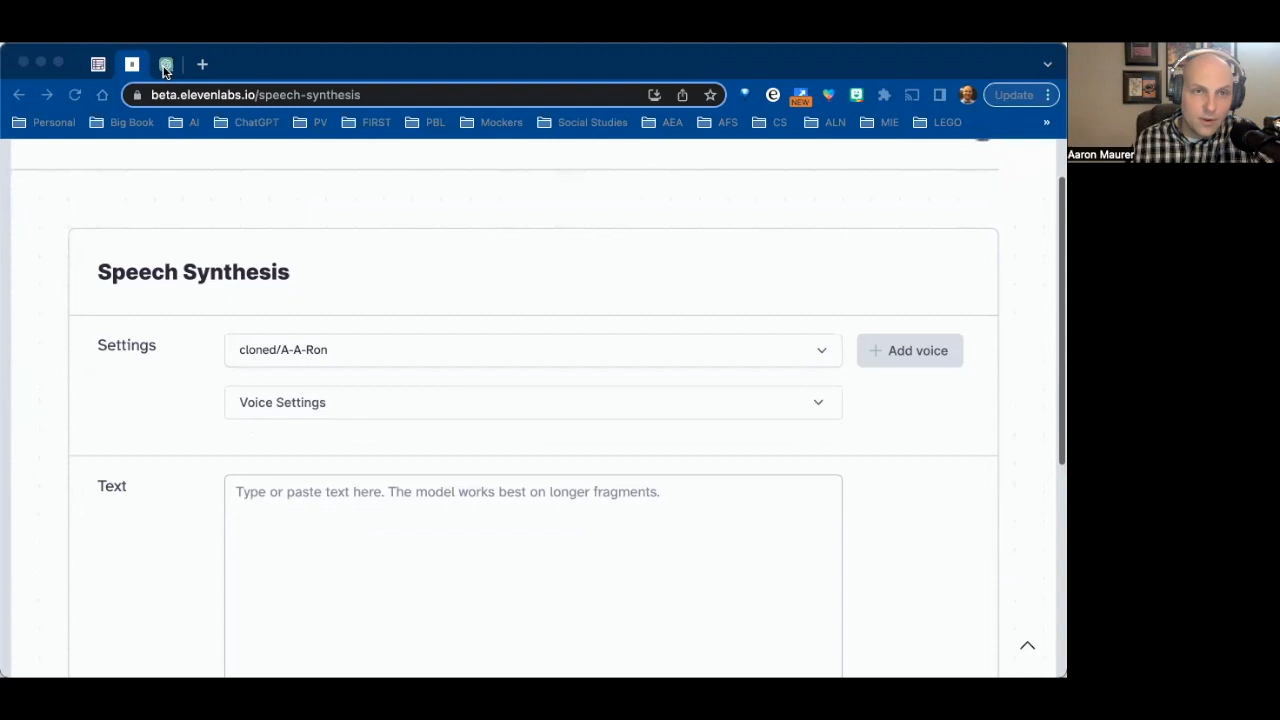 beta.elevenlabs.io/speech-synthesis
NEW
Update
Personal Big Book AI ChatGPT PV FIRST PBL Mockers Social Studies AEA AFS CS ALN MIE LEGO »
Aaron Maurer
Speech Synthesis
Settings
cloned/A-A-Ron
+ Add voice
Voice Settings
Text
Type or paste text here. The model works best on longer fragments.